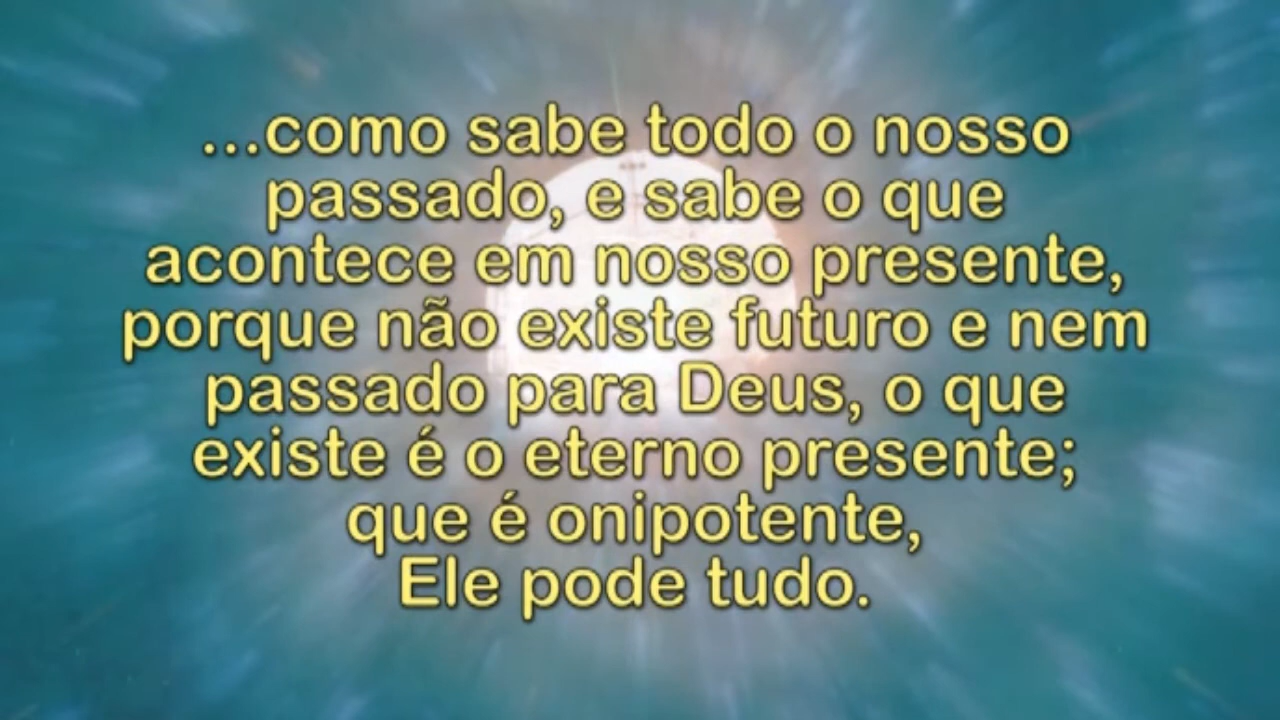 ...como sabe todo o nosso
passado, e sabe o que
acontece em nosso presente,
porque não existe futuro e nem
passado para Deus, o que
existe é o eterno presente;
que é onipotente,
Ele pode tudo.